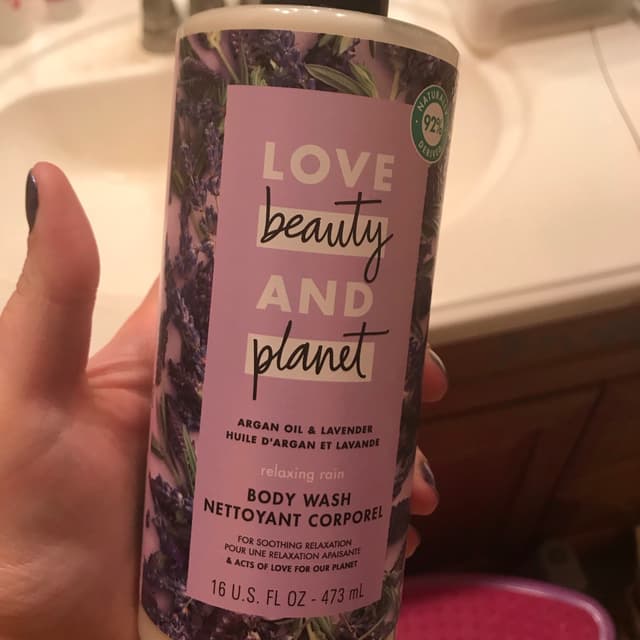 NATURALLY
92%
DERIVED
LOVE
beauty
AND
planet
ARGAN OIL & LAVENDER
HUILE D'ARGAN ET LAVANDE
relaxing rain
BODY WASH
NETTOYANT CORPOREL
FOR SOOTHING RELAXATION
POUR UNE RELAXATION APAISANTE
& ACTS OF LOVE FOR OUR PLANET
16 U.S. FL OZ - 473 mL